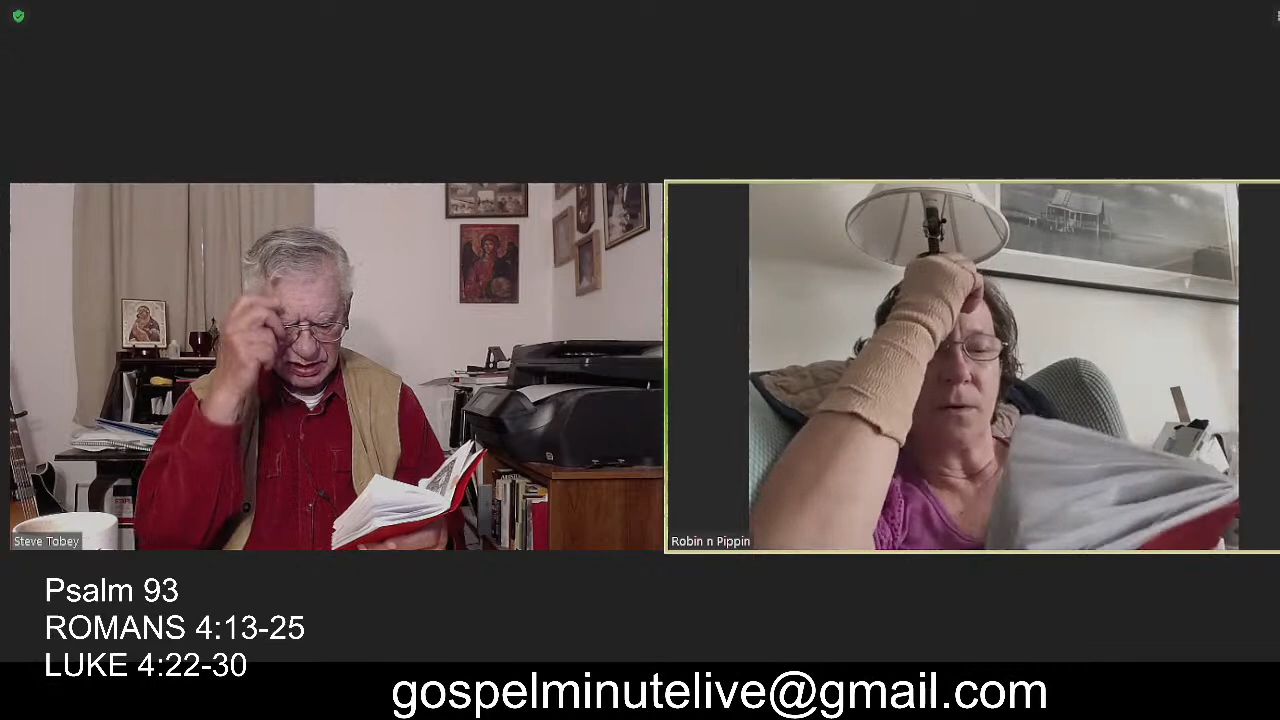 Steve Tobey
Robin n Pippin
Psalm 93
ROMANS 4:13-25
LUKE 4:22-30
gospelminutelive@gmail.com